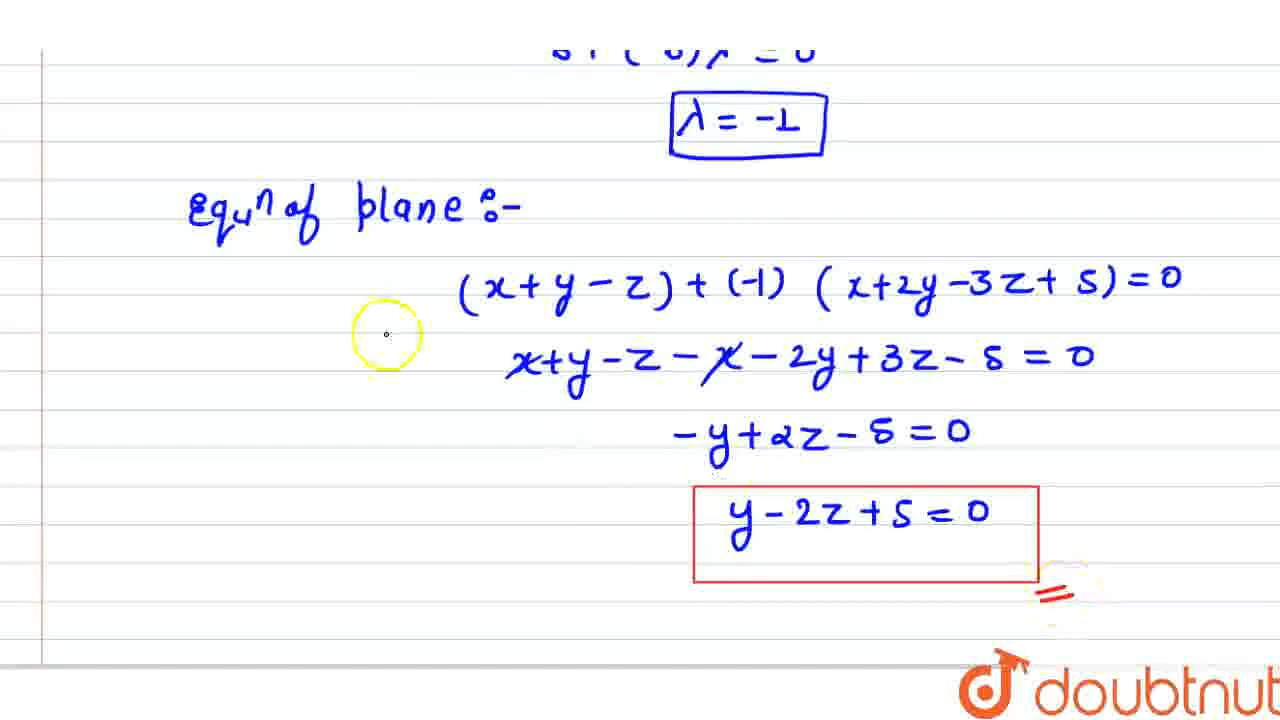 λ = -1
Equⁿ of plane :-
(x + y - z) + (-1) (x + 2y - 3z + 5) = 0
x + y - z - x - 2y + 3z - 5 = 0
- y + 2z - 5 = 0
y - 2z + 5 = 0
doubtnut